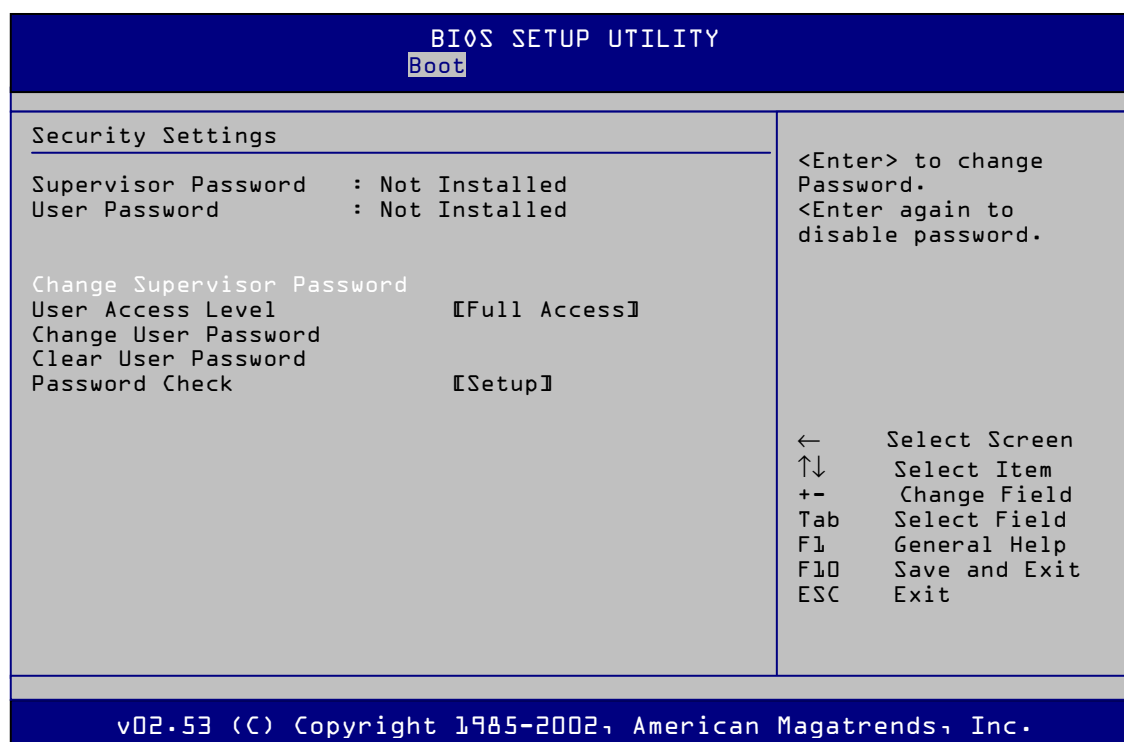 BIOS SETUP UTILITY
Boot
Security Settings
Supervisor Password : Not Installed
User Password : Not Installed
Change Supervisor Password
User Access Level [Full Access]
Change User Password
Clear User Password
Password Check [Setup]
<Enter> to change
Password.
<Enter again to
disable password.
← Select Screen
↑↓ Select Item
+- Change Field
Tab Select Field
F1 General Help
F10 Save and Exit
ESC Exit
v02.53 (C) Copyright 1985-2002, American Magatrends, Inc.